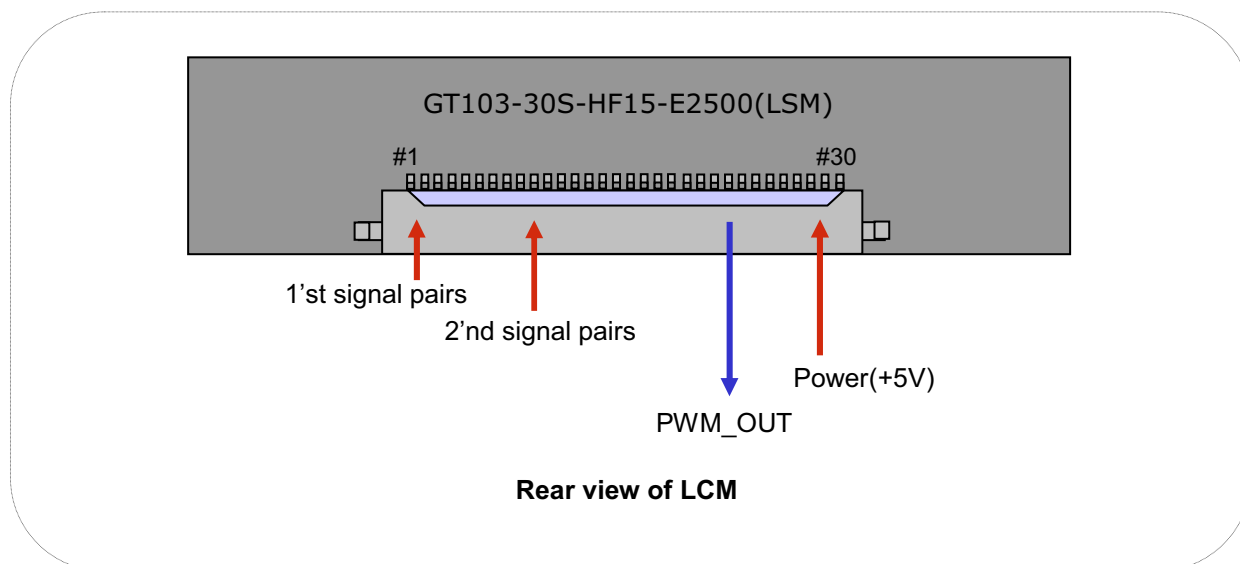 GT103-30S-HF15-E2500(LSM)
#1
#30
1’st signal pairs
2’nd signal pairs
Power(+5V)
PWM_OUT
Rear view of LCM